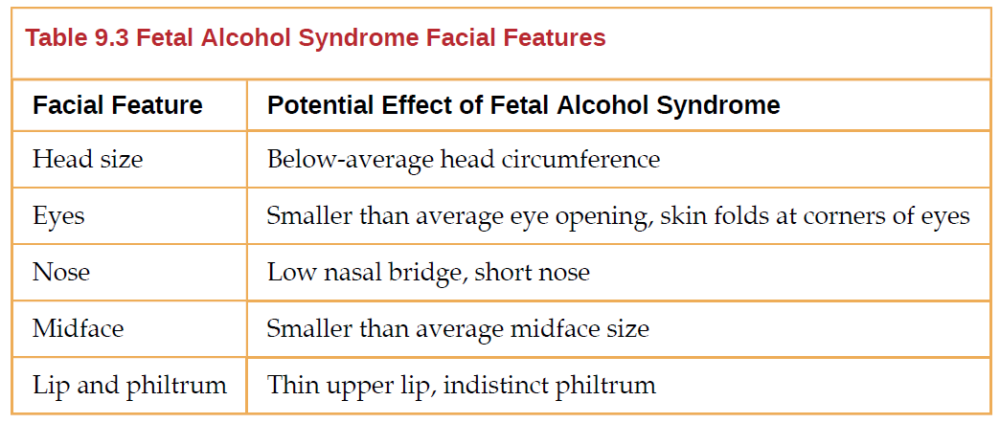 Table 9.3 Fetal Alcohol Syndrome Facial Features
Facial Feature Potential Effect of Fetal Alcohol Syndrome
Head size Below-average head circumference
Eyes Smaller than average eye opening, skin folds at corners of eyes
Nose Low nasal bridge, short nose
Midface Smaller than average midface size
Lip and philtrum Thin upper lip, indistinct philtrum